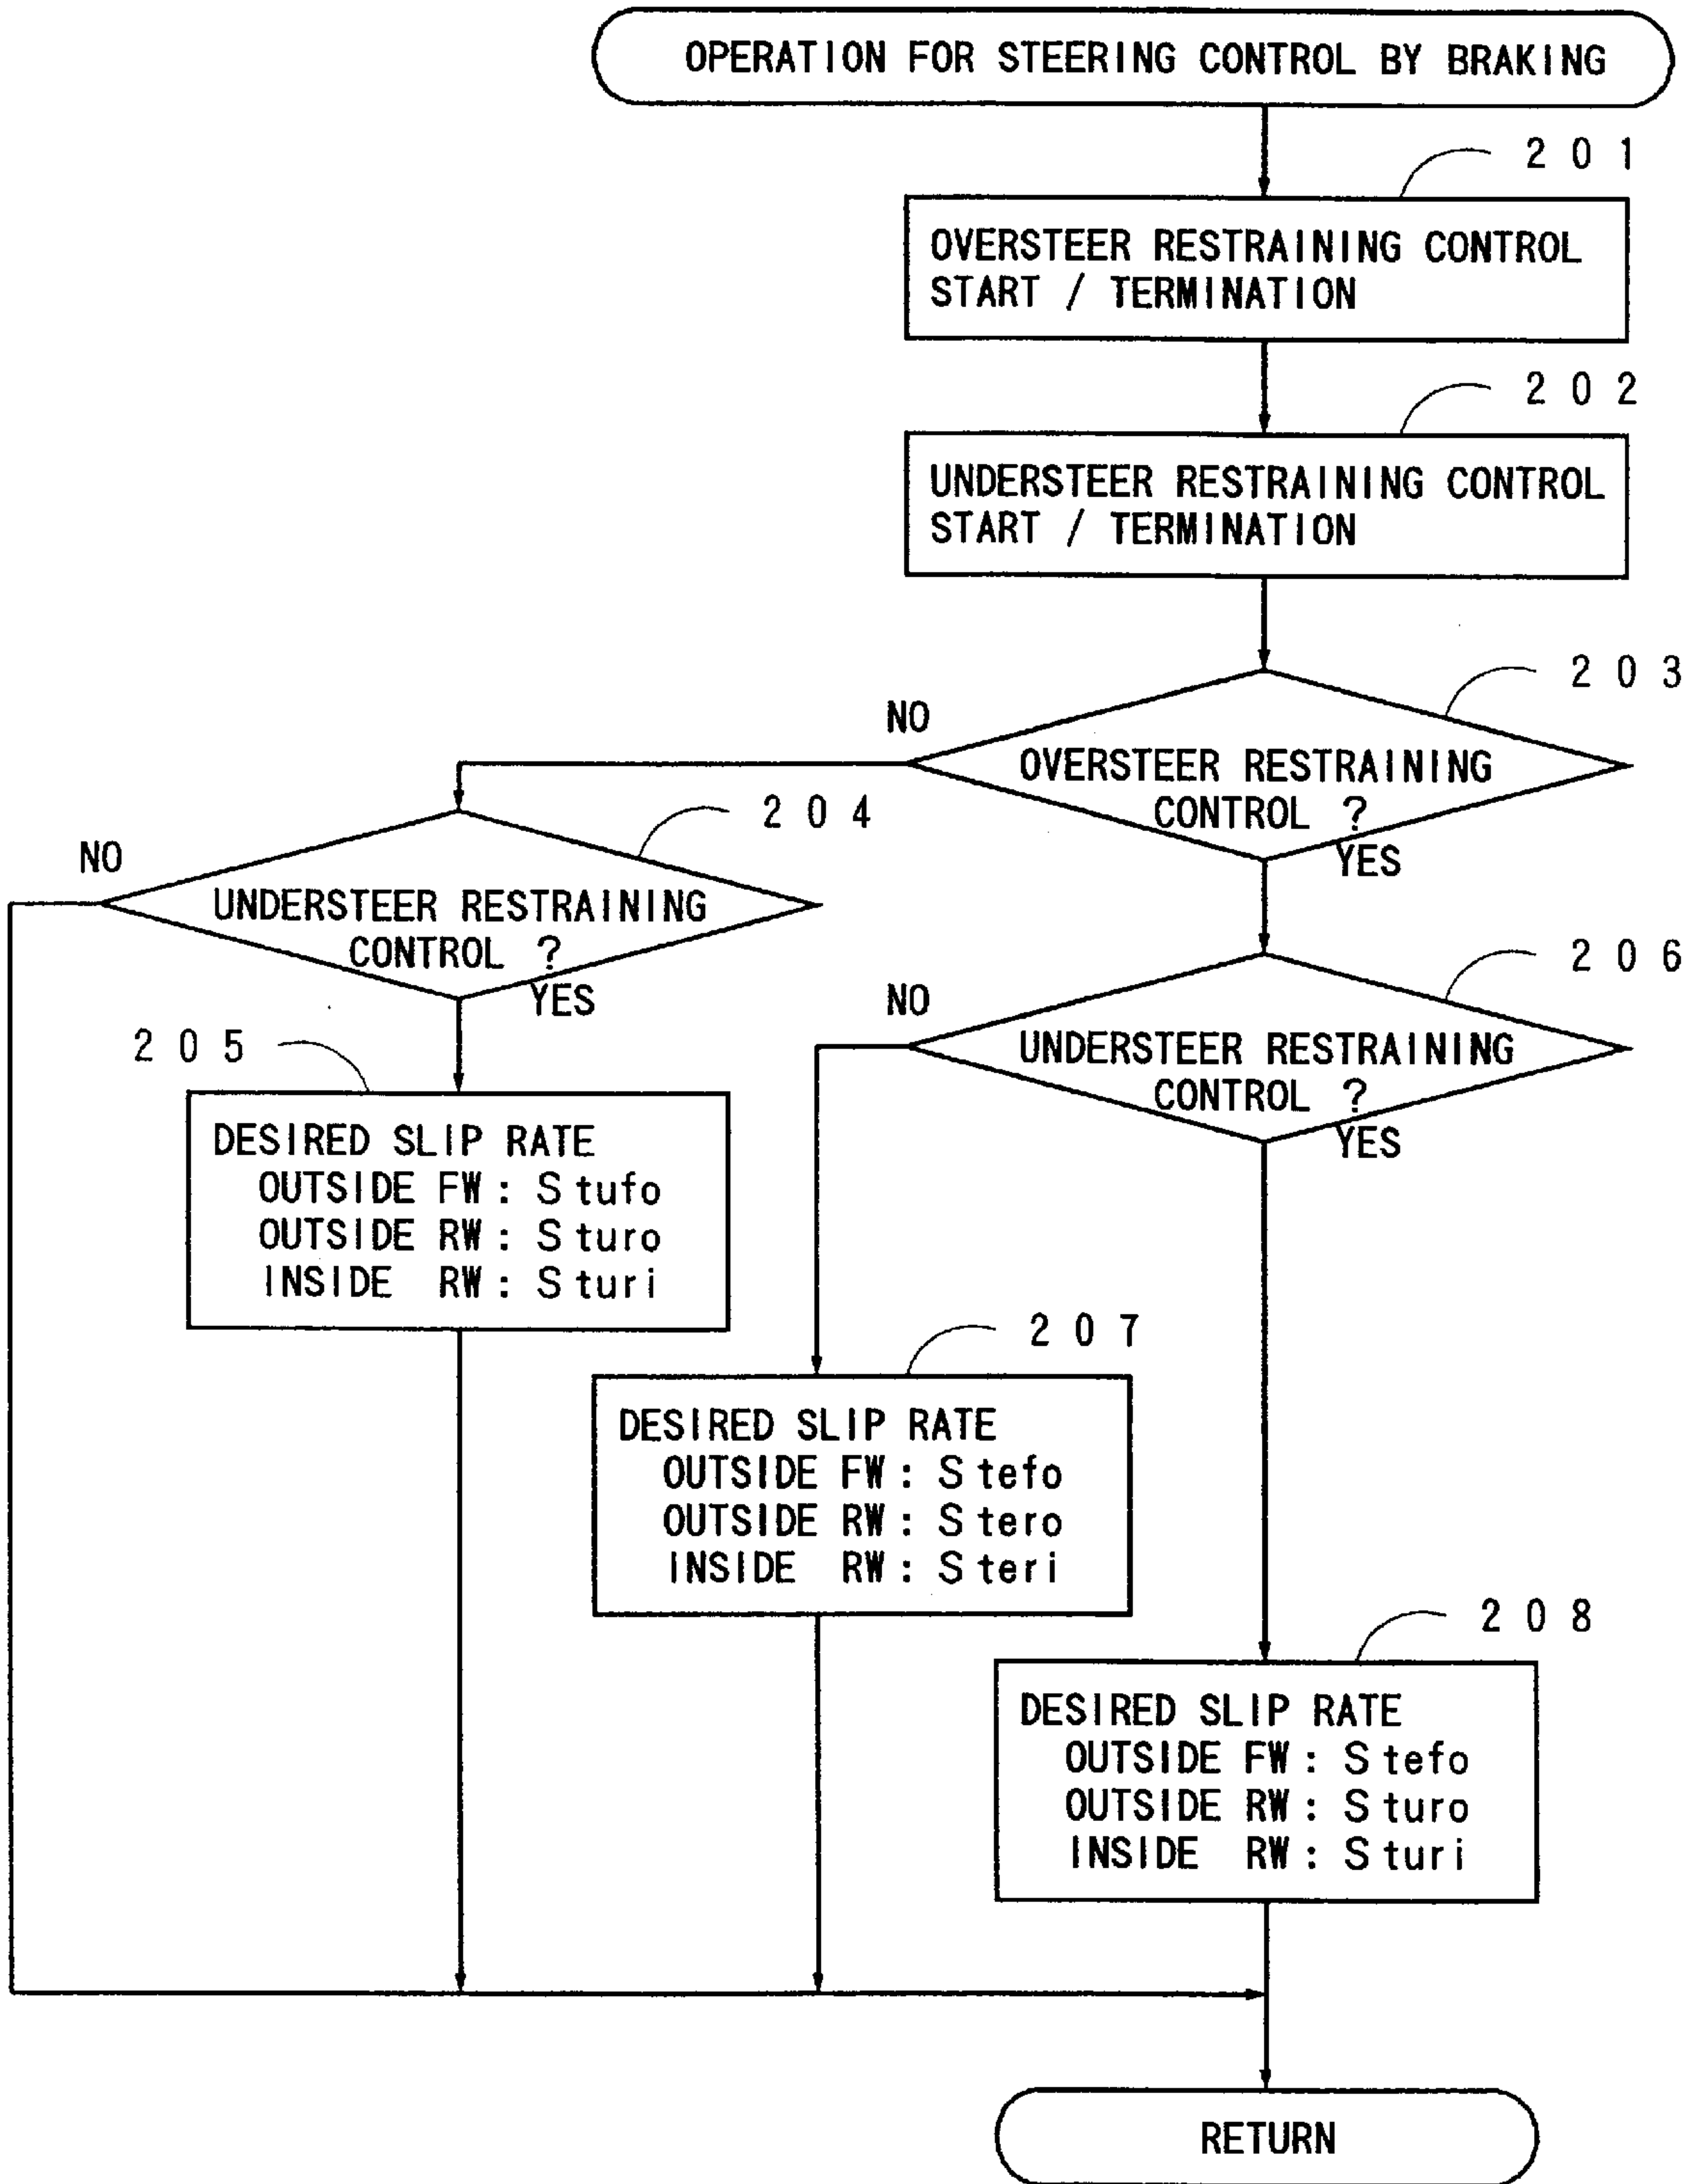 OPERATION FOR STEERING CONTROL BY BRAKING
201
OVERSTEER RESTRAINING CONTROL
START / TERMINATION
202
UNDERSTEER RESTRAINING CONTROL
START / TERMINATION
203
NO
OVERSTEER RESTRAINING
CONTROL ?
YES
204
NO
UNDERSTEER RESTRAINING
CONTROL ?
YES
205
DESIRED SLIP RATE
OUTSIDE FW: Stufo
OUTSIDE RW: Sturo
INSIDE RW: Sturi
206
NO
UNDERSTEER RESTRAINING
CONTROL ?
YES
207
DESIRED SLIP RATE
OUTSIDE FW: Stefo
OUTSIDE RW: Stero
INSIDE RW: Steri
208
DESIRED SLIP RATE
OUTSIDE FW: Stefo
OUTSIDE RW: Sturo
INSIDE RW: Sturi
RETURN